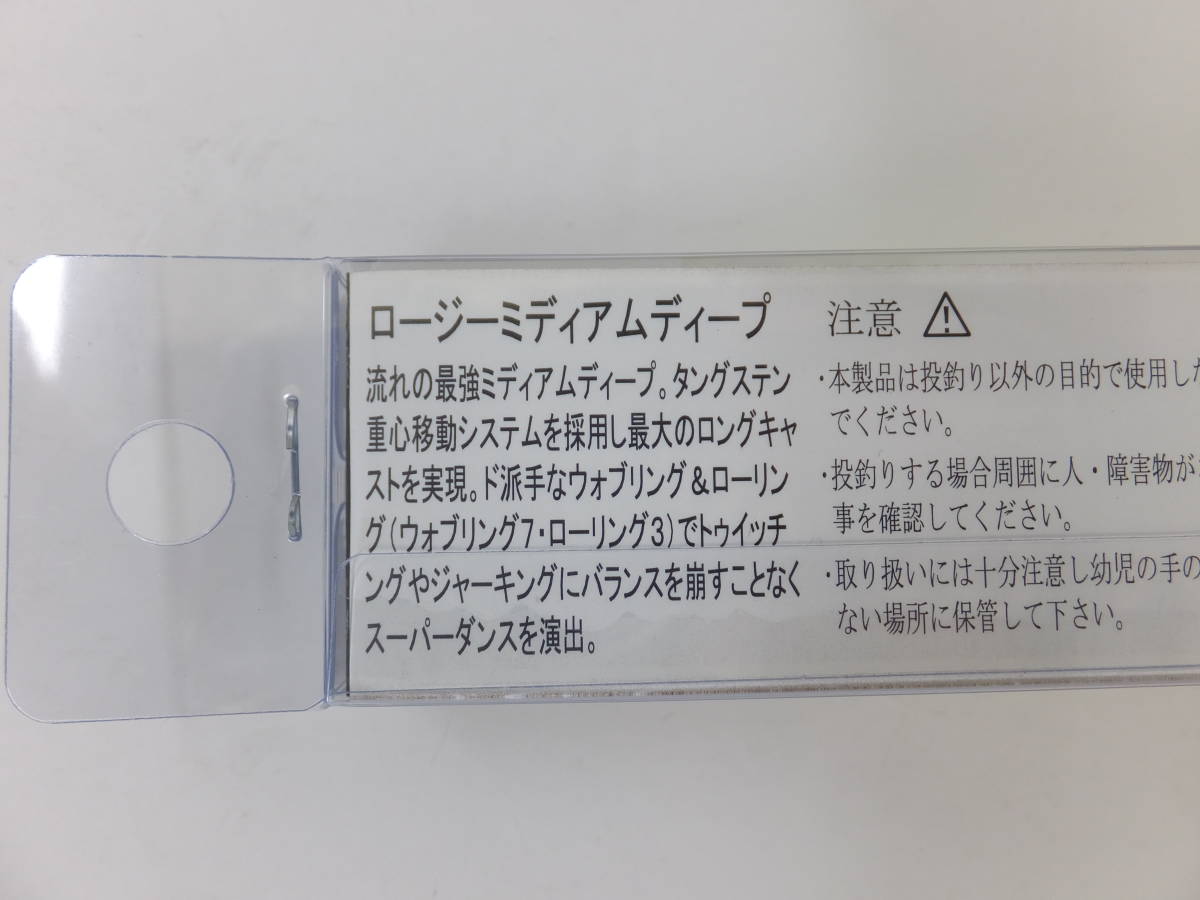 ロージーミディアムディープ
流れの最強ミディアムディープ。タングステン
重心移動システムを採用し最大のロングキャ
ストを実現。ド派手なウォブリング＆ローリン
グ(ウォブリング7・ローリング3)でトゥイッチ
ングやジャーキングにバランスを崩すことなく
スーパーダンスを演出。
注意
・本製品は投釣り以外の目的で使用した
でください。
・投釣りする場合周囲に人・障害物が
事を確認してください。
・取り扱いには十分注意し幼児の手の
ない場所に保管して下さい。